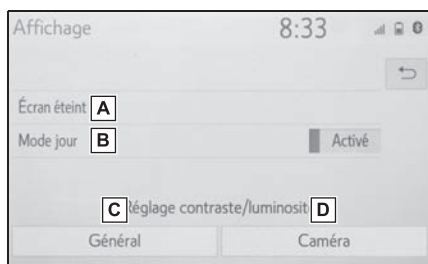 Affichage 8:33
Écran éteint A
Mode jour B Activé
C Réglage contraste/luminosit D
Général Caméra